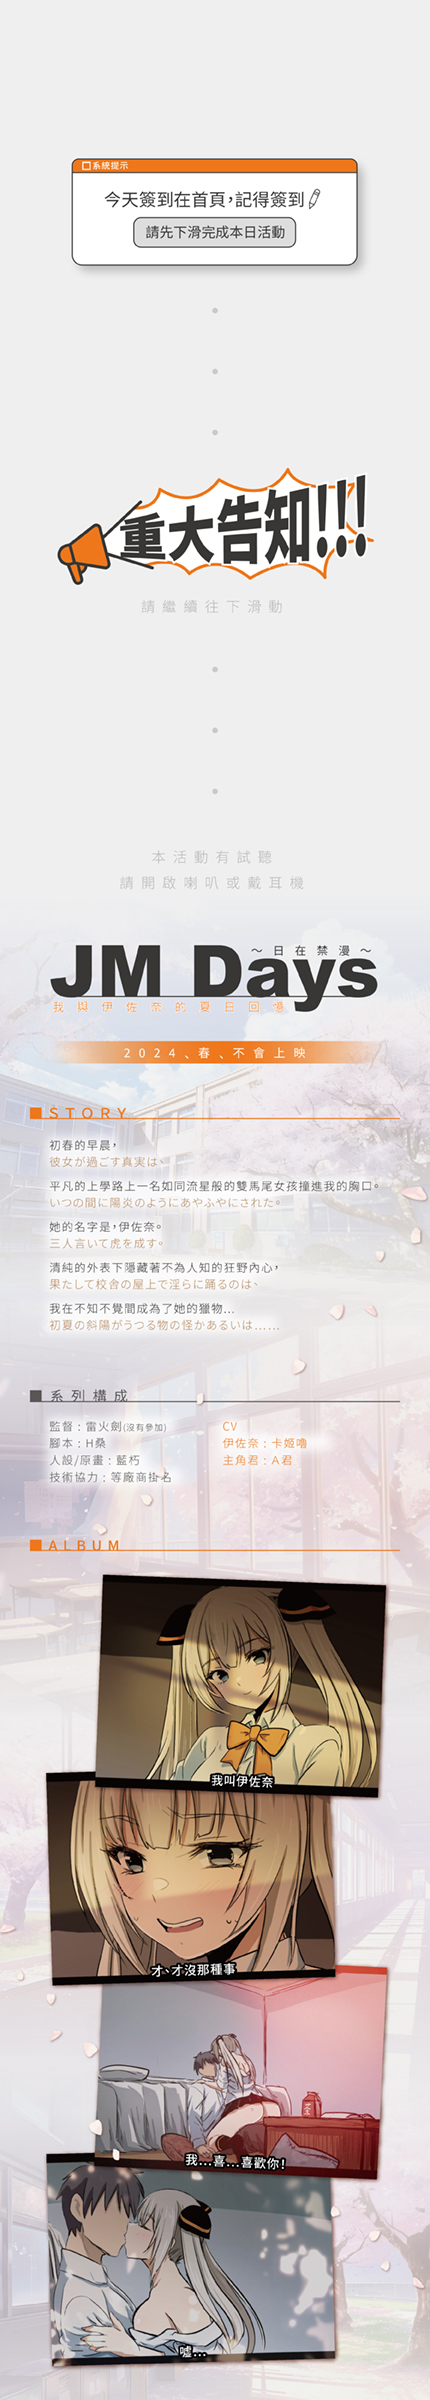 系統提示
今天簽到在首頁，記得簽到
請先下滑完成本日活動
重大告知!!!
請繼續往下滑動
本活動有試聽
請開啟喇叭或戴耳機
～日在禁漫～
JM Days
我與伊佐奈的夏日回憶
2024、春、不會上映
STORY
初春的早晨，
彼女が過ごす真実は、
平凡的上學路上一名如同流星般的雙馬尾女孩撞進我的胸口。
いつの間に陽炎のようにあやふやにされた。
她的名字是，伊佐奈。
三人言いて虎を成す。
清純的外表下隱藏著不為人知的狂野內心，
果たして校舎の屋上で淫らに踊るのは、
我在不知不覺間成為了她的獵物...
初夏の斜陽がうつる物の怪かあるいは……
系列構成
監督：雷火劍(沒有參加)
腳本：H桑
人設/原畫：藍朽
技術協力：等廠商掛名
CV
伊佐奈：卡姬嚕
主角君：A君
ALBUM
我叫伊佐奈
才、才沒那種事
我...喜...喜歡你!
噓...